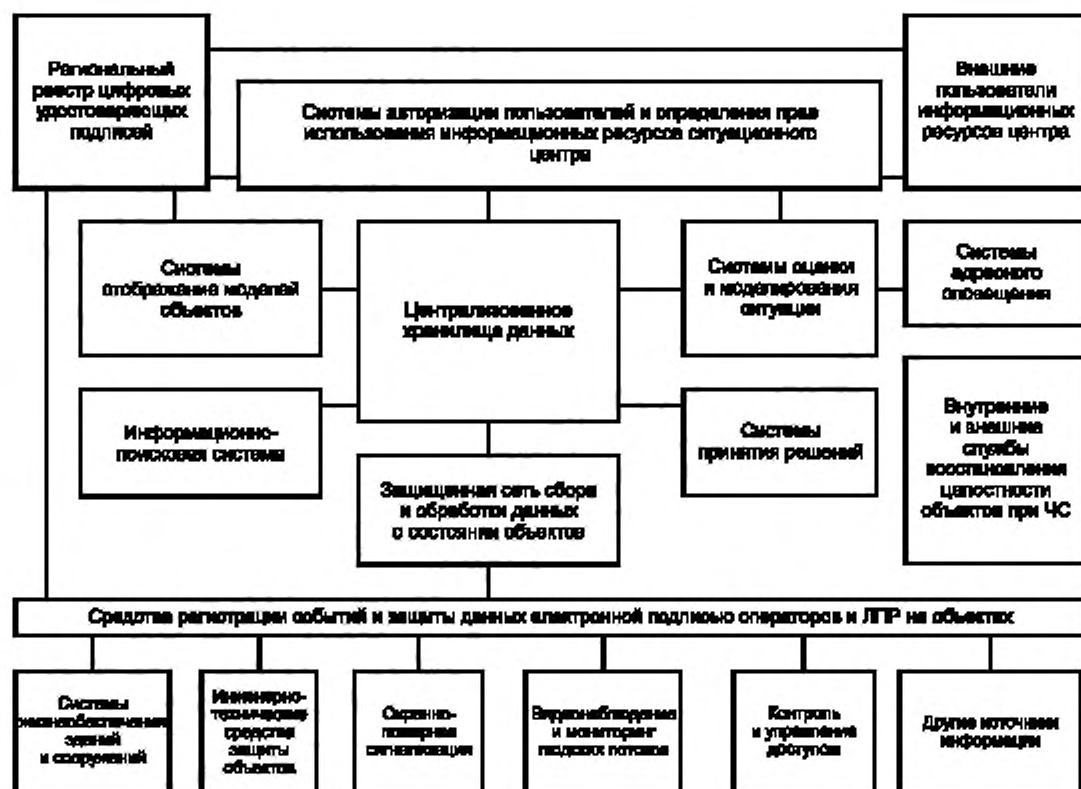 Региональный
реестр цифровых
удостоверяющих
подписей
Системы авторизации пользователей и определения прав
использования информационных ресурсов ситуационного
центра
Внешние
пользователи
информационных
ресурсов центра
Системы
отображение моделей
объектов
Централизованное
хранилища данных
Системы оценки
и моделирования
ситуации
Системы
адресного
оповещения
Информационно-
поисковая система
Системы
принятия решений
Внутренние
и внешние
службы
восстановления
целостности
объектов при ЧС
Защищенная сеть сбора
и обработки данных
о состоянии объектов
Средства регистрации событий и защиты данных электронной подписью операторов и ЛПР на объектах
Системы
жизнеобеспечения
зданий
и сооружений
Инженерно-
технические
средства
защиты
объектов
Охранно-
пожарная
сигнализация
Видеонаблюдение
и мониторинг
людских потоков
Контроль
и управление
доступом
Другие источники
информации